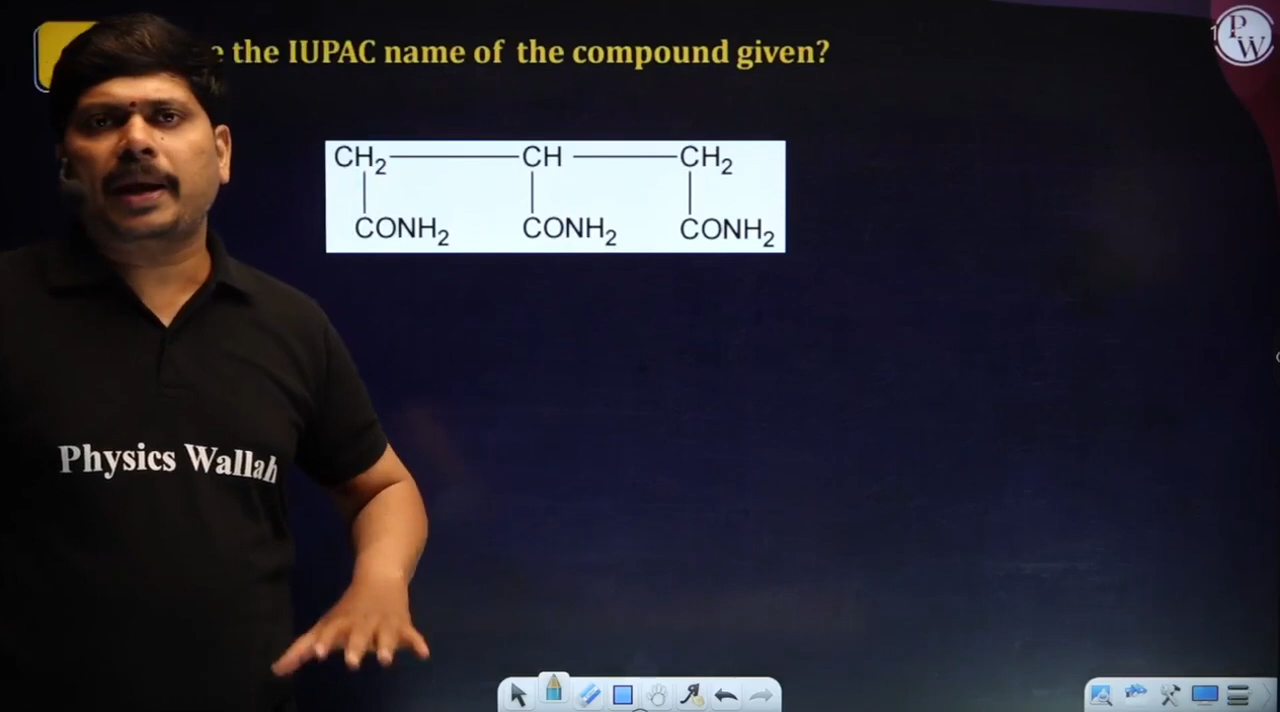 the IUPAC name of the compound given?
CH₂ CH CH₂
CONH₂ CONH₂ CONH₂
Physics Wallah
PW